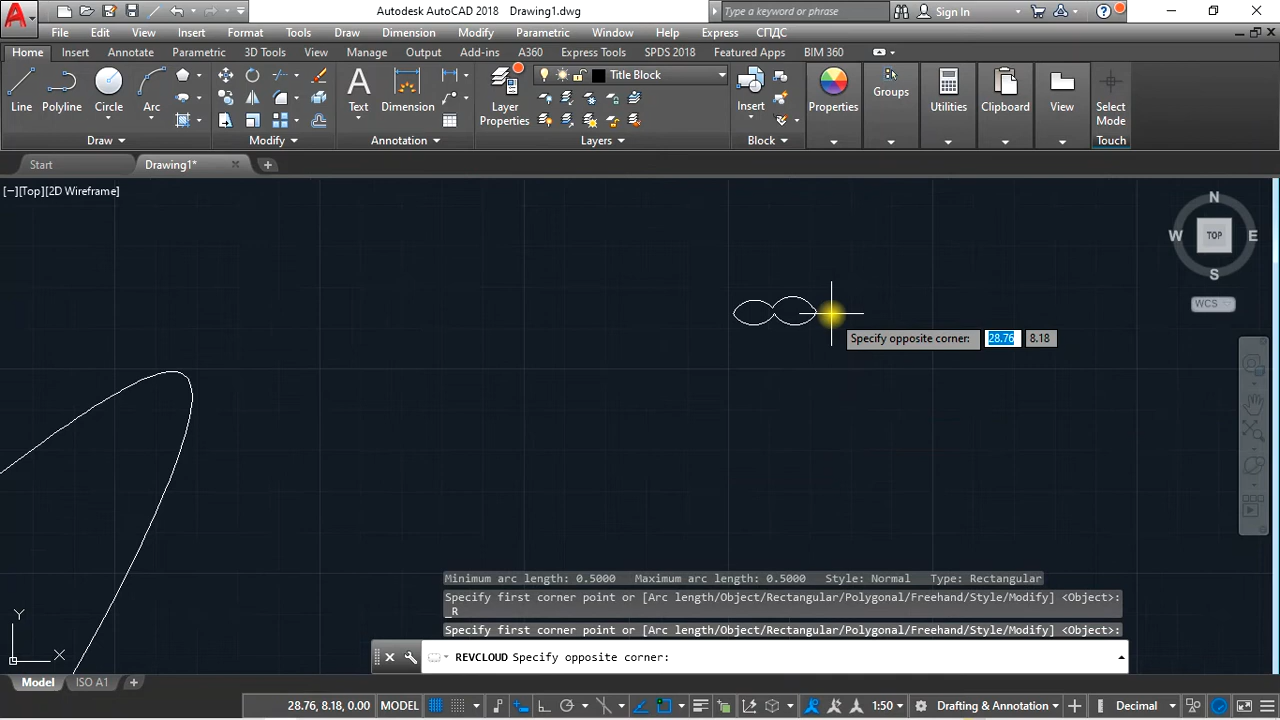 Autodesk AutoCAD 2018 Drawing1.dwg
Type a keyword or phrase
Sign In
File Edit View Insert Format Tools Draw Dimension Modify Parametric Window Help Express СПДС
Home Insert Annotate Parametric 3D Tools View Manage Output Add-ins A360 Express Tools SPDS 2018 Featured Apps BIM 360
Title Block
Line Polyline Circle Arc Text Dimension Layer Properties Insert Properties Groups Utilities Clipboard View Select Mode
Draw Modify Annotation Layers Block Touch
Start Drawing1*
[−][Top][2D Wireframe]
N
W TOP E
S
WCS
Specify opposite corner: 28.76 8.18
Minimum arc length: 0.5000 Maximum arc length: 0.5000 Style: Normal Type: Rectangular
Specify first corner point or [Arc length/Object/Rectangular/Polygonal/Freehand/Style/Modify] <Object>:
_R
Specify first corner point or [Arc length/Object/Rectangular/Polygonal/Freehand/Style/Modify] <Object>:
REVCLOUD Specify opposite corner:
Y
X
Model ISO A1
28.76, 8.18, 0.00 MODEL 1:50 Drafting & Annotation Decimal